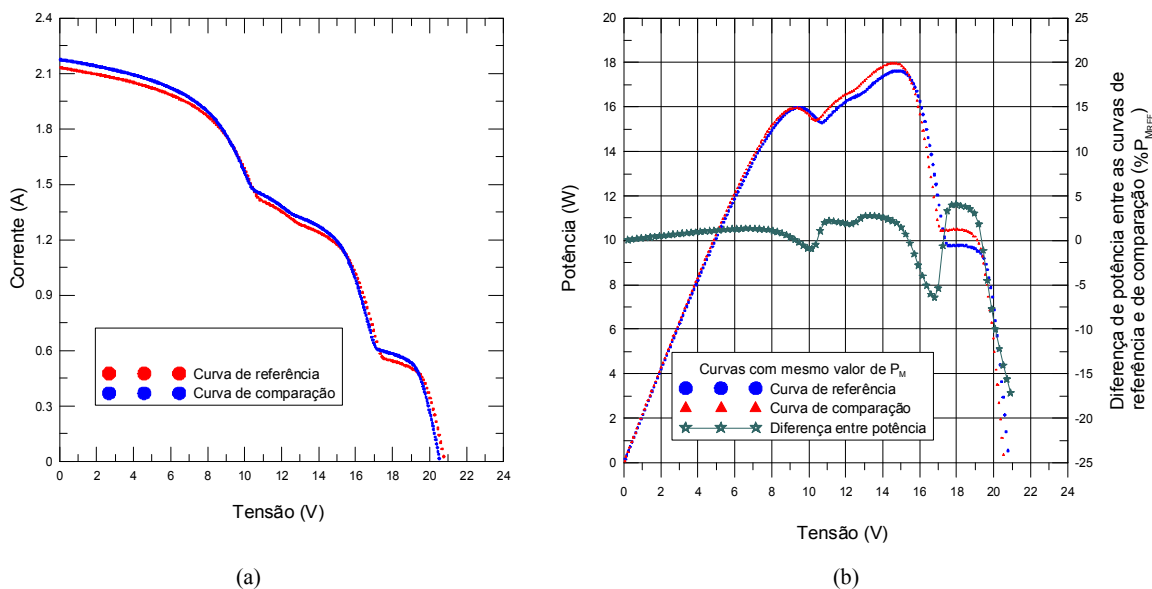 2.4
2.1
1.8
1.5
1.2
0.9
0.6
0.3
0
Corrente (A)
0 2 4 6 8 10 12 14 16 18 20 22 24
Tensão (V)
Curva de referência
Curva de comparação
(a)
20
18
16
14
12
10
8
6
4
2
0
Potência (W)
0 2 4 6 8 10 12 14 16 18 20 22 24
Tensão (V)
25
20
15
10
5
0
-5
-10
-15
-20
-25
Diferença de potência entre as curvas de
referência e de comparação (%P_MREF)
Curvas com mesmo valor de P_M
Curva de referência
Curva de comparação
Diferença entre potência
(b)